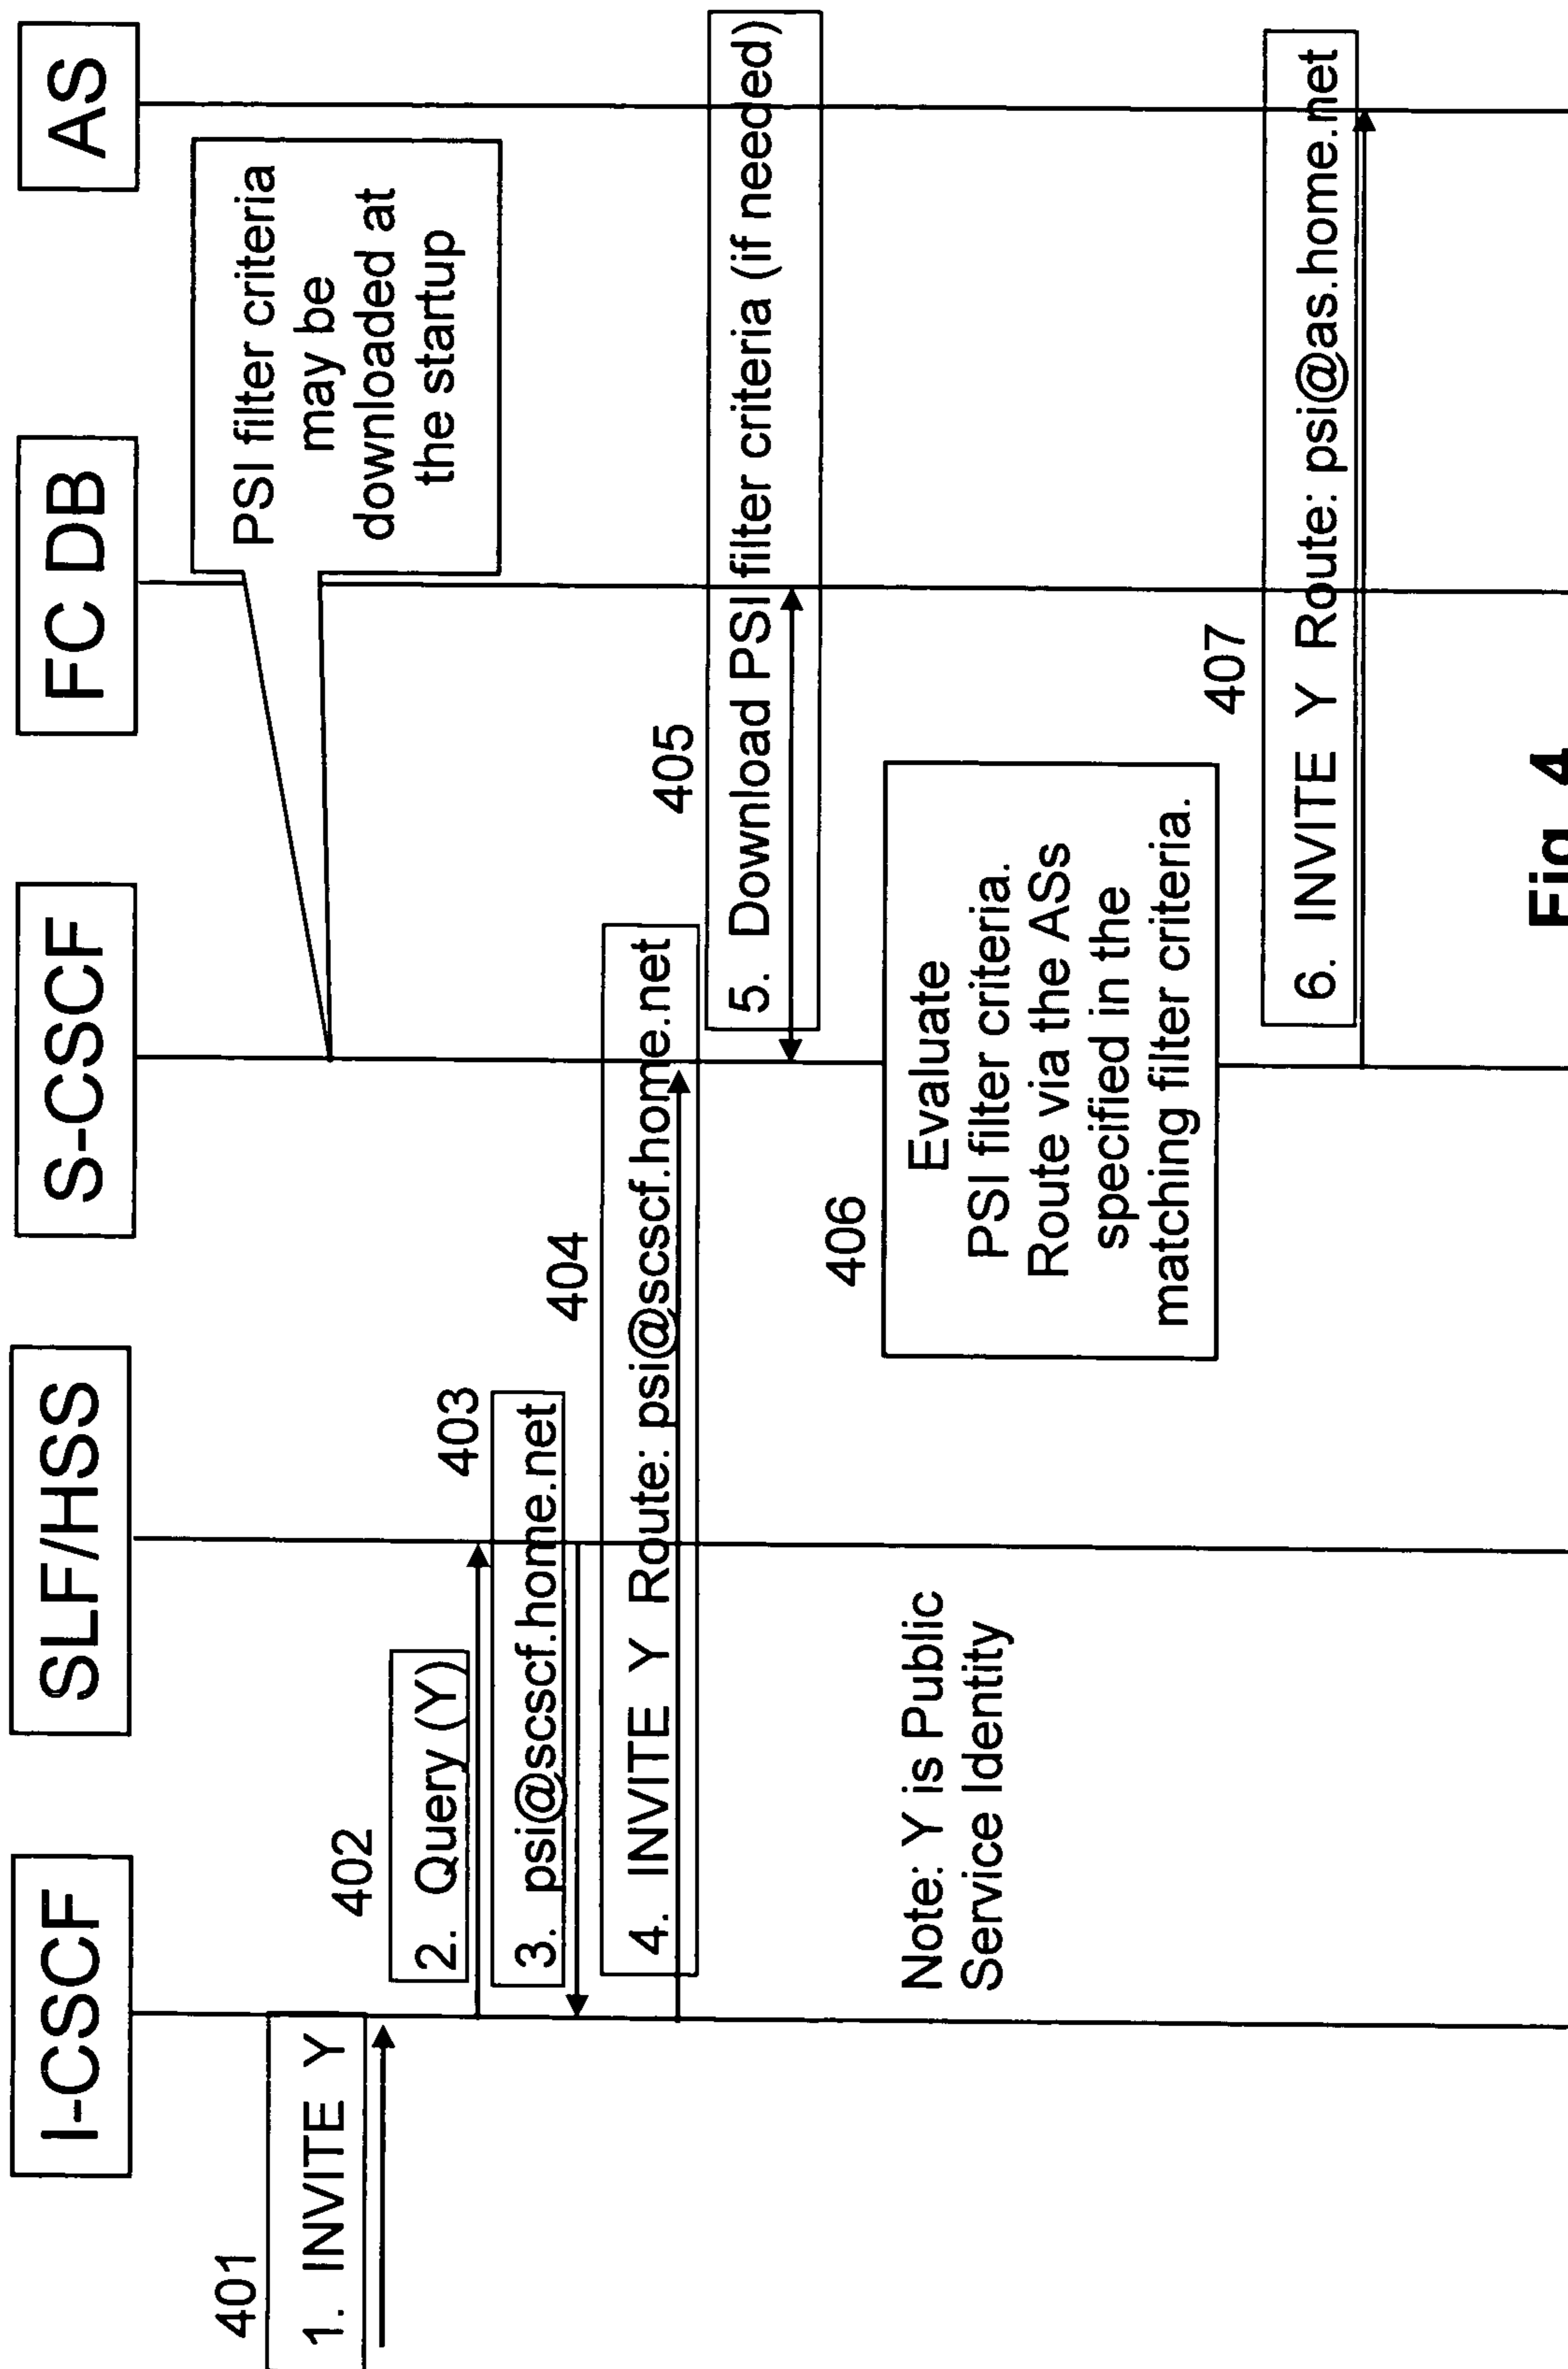 I-CSCF
SLF/HSS
S-CSCF
FC DB
AS
PSI filter criteria
may be
downloaded at
the startup
401
1. INVITE Y
402
2. Query (Y)
403
3. psi@scscf.home.net
404
4. INVITE Y Route: psi@scscf.home.net
405
5. Download PSI filter criteria (if needed)
406
Evaluate
PSI filter criteria.
Route via the ASs
specified in the
matching filter criteria.
Note: Y is Public
Service Identity
407
6. INVITE Y Route: psi@as.home.net
Fig. 4